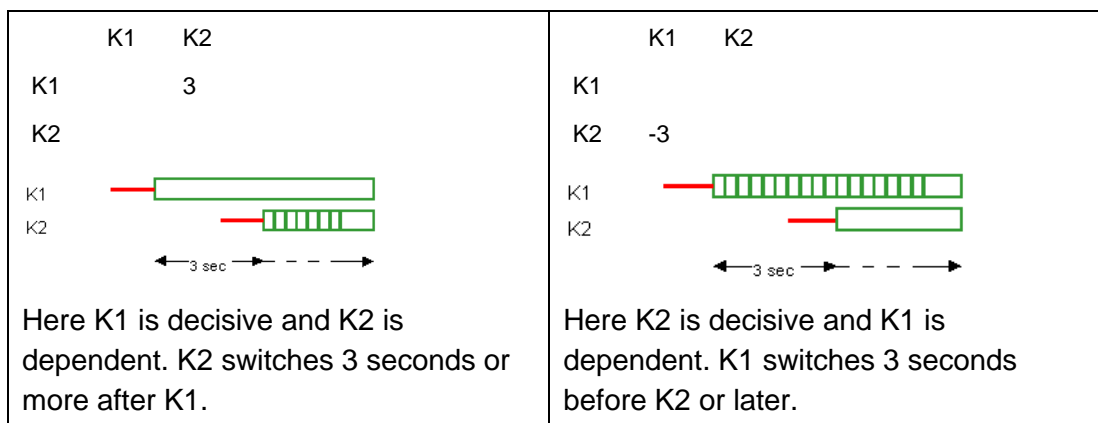 K1 K2
K1 3
K2
K1
K2
3 sec
Here K1 is decisive and K2 is
dependent. K2 switches 3 seconds or
more after K1.
K1 K2
K1
K2 -3
K1
K2
3 sec
Here K2 is decisive and K1 is
dependent. K1 switches 3 seconds
before K2 or later.